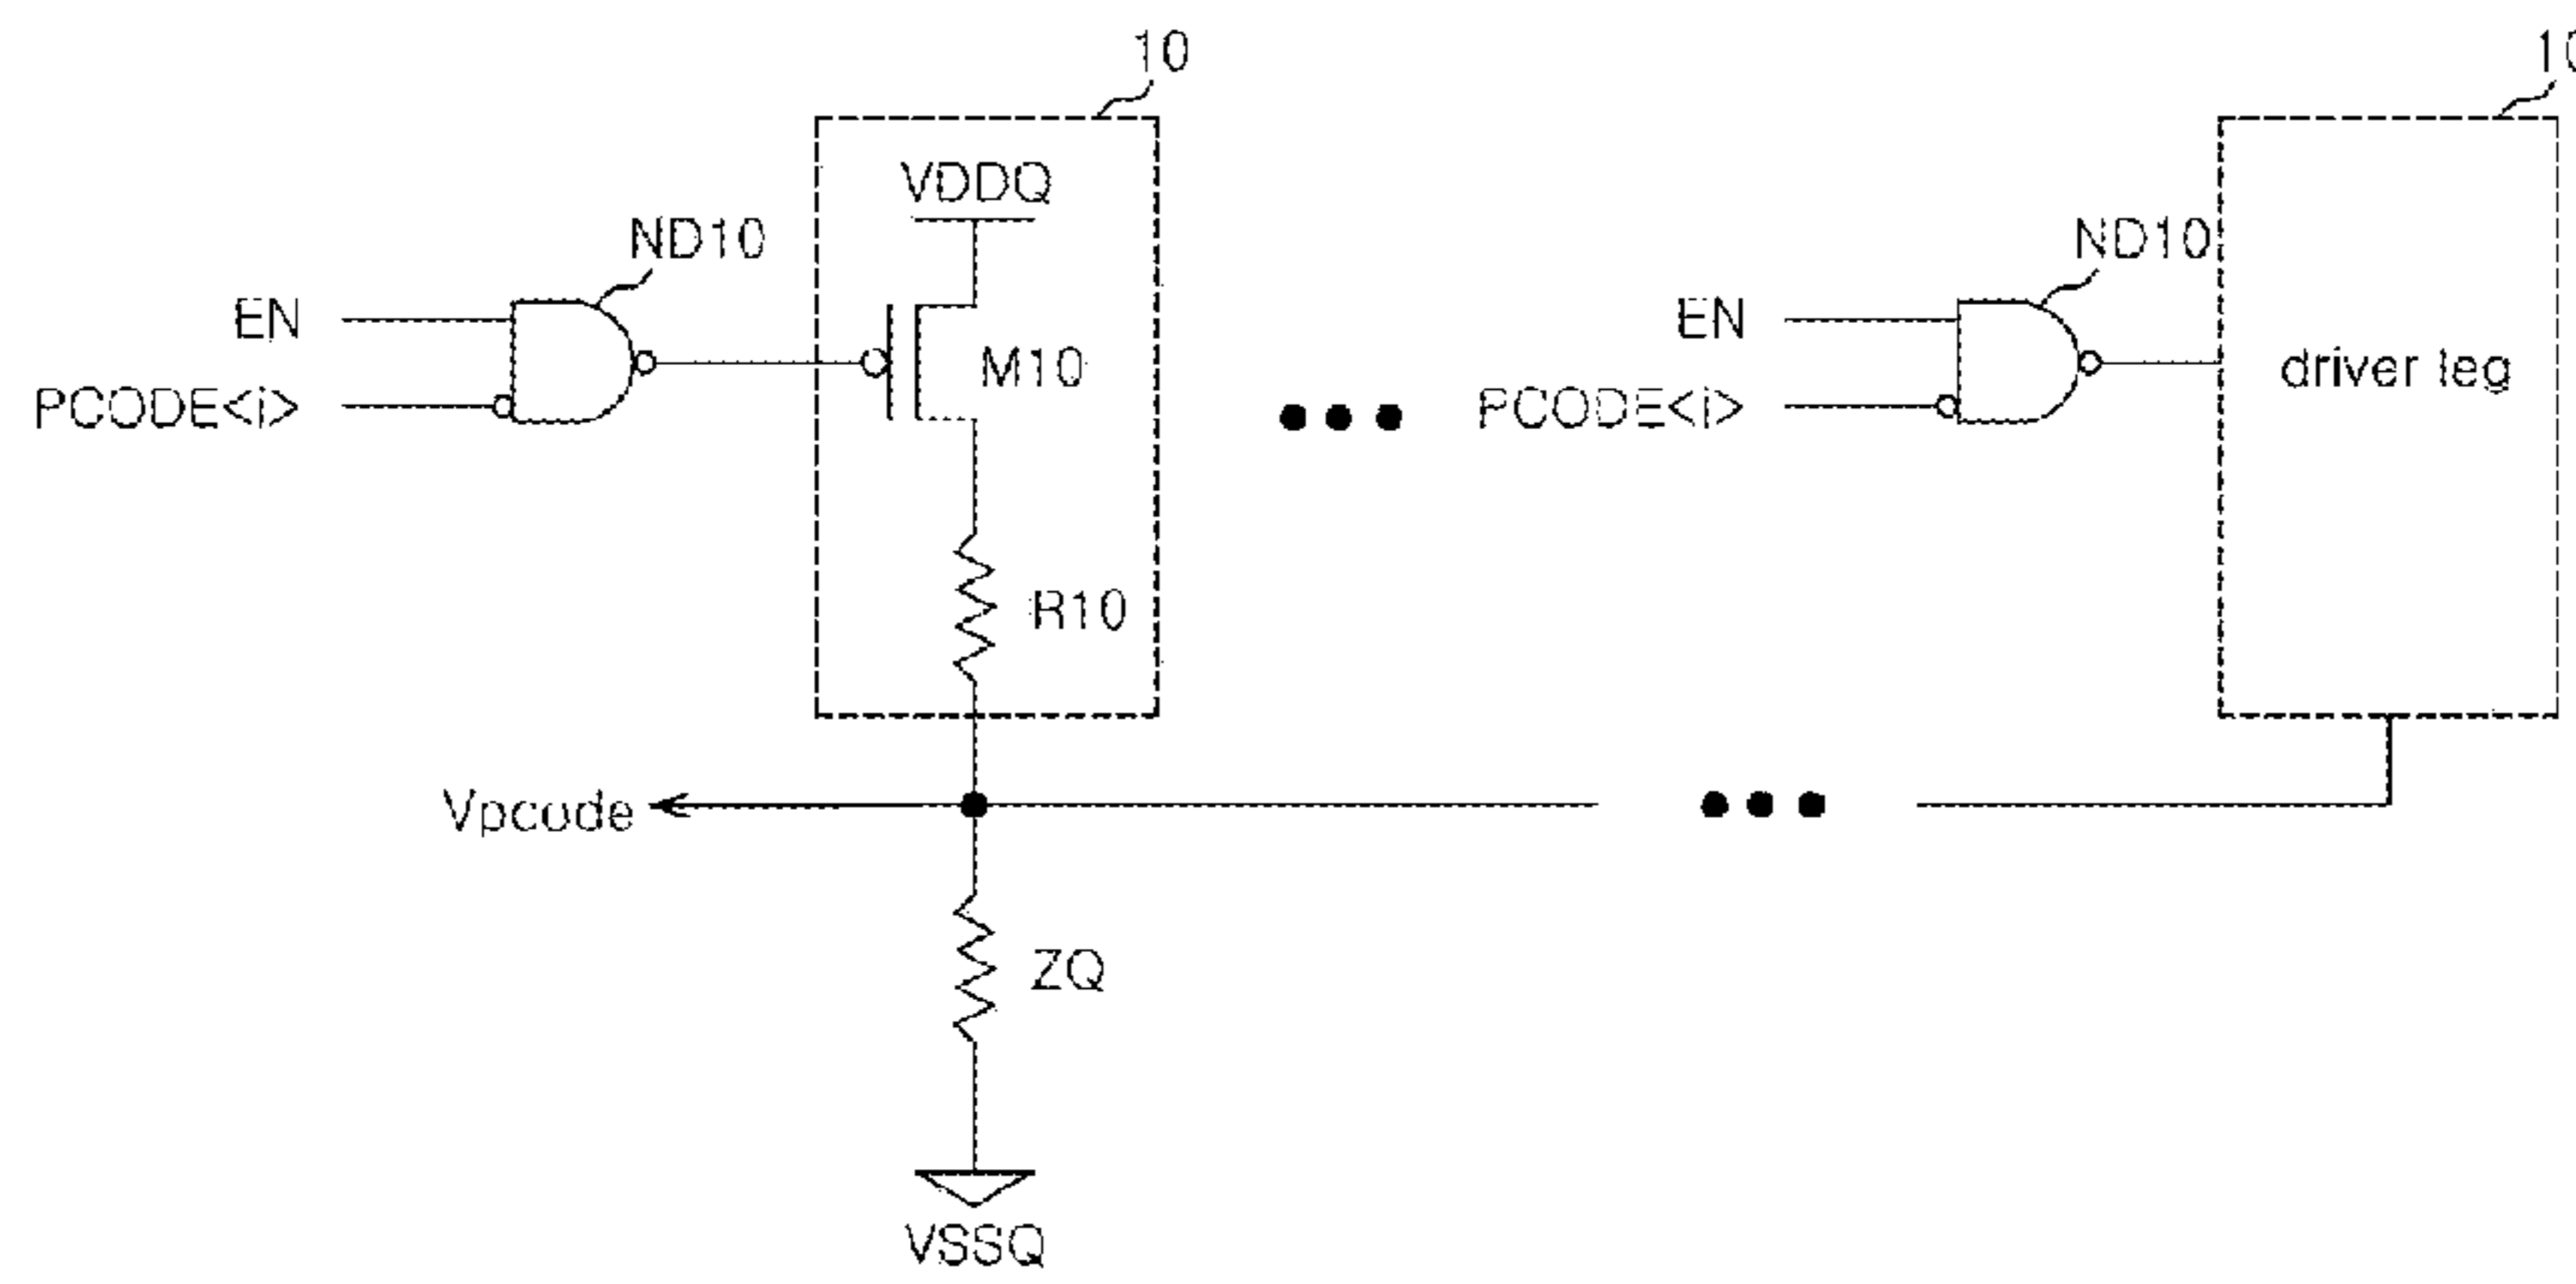 10
10
VDDQ
ND10
ND10
EN
EN
M10
driver leg
PCODE<i>
PCODE<i>
R10
Vpcode
ZQ
VSSQ